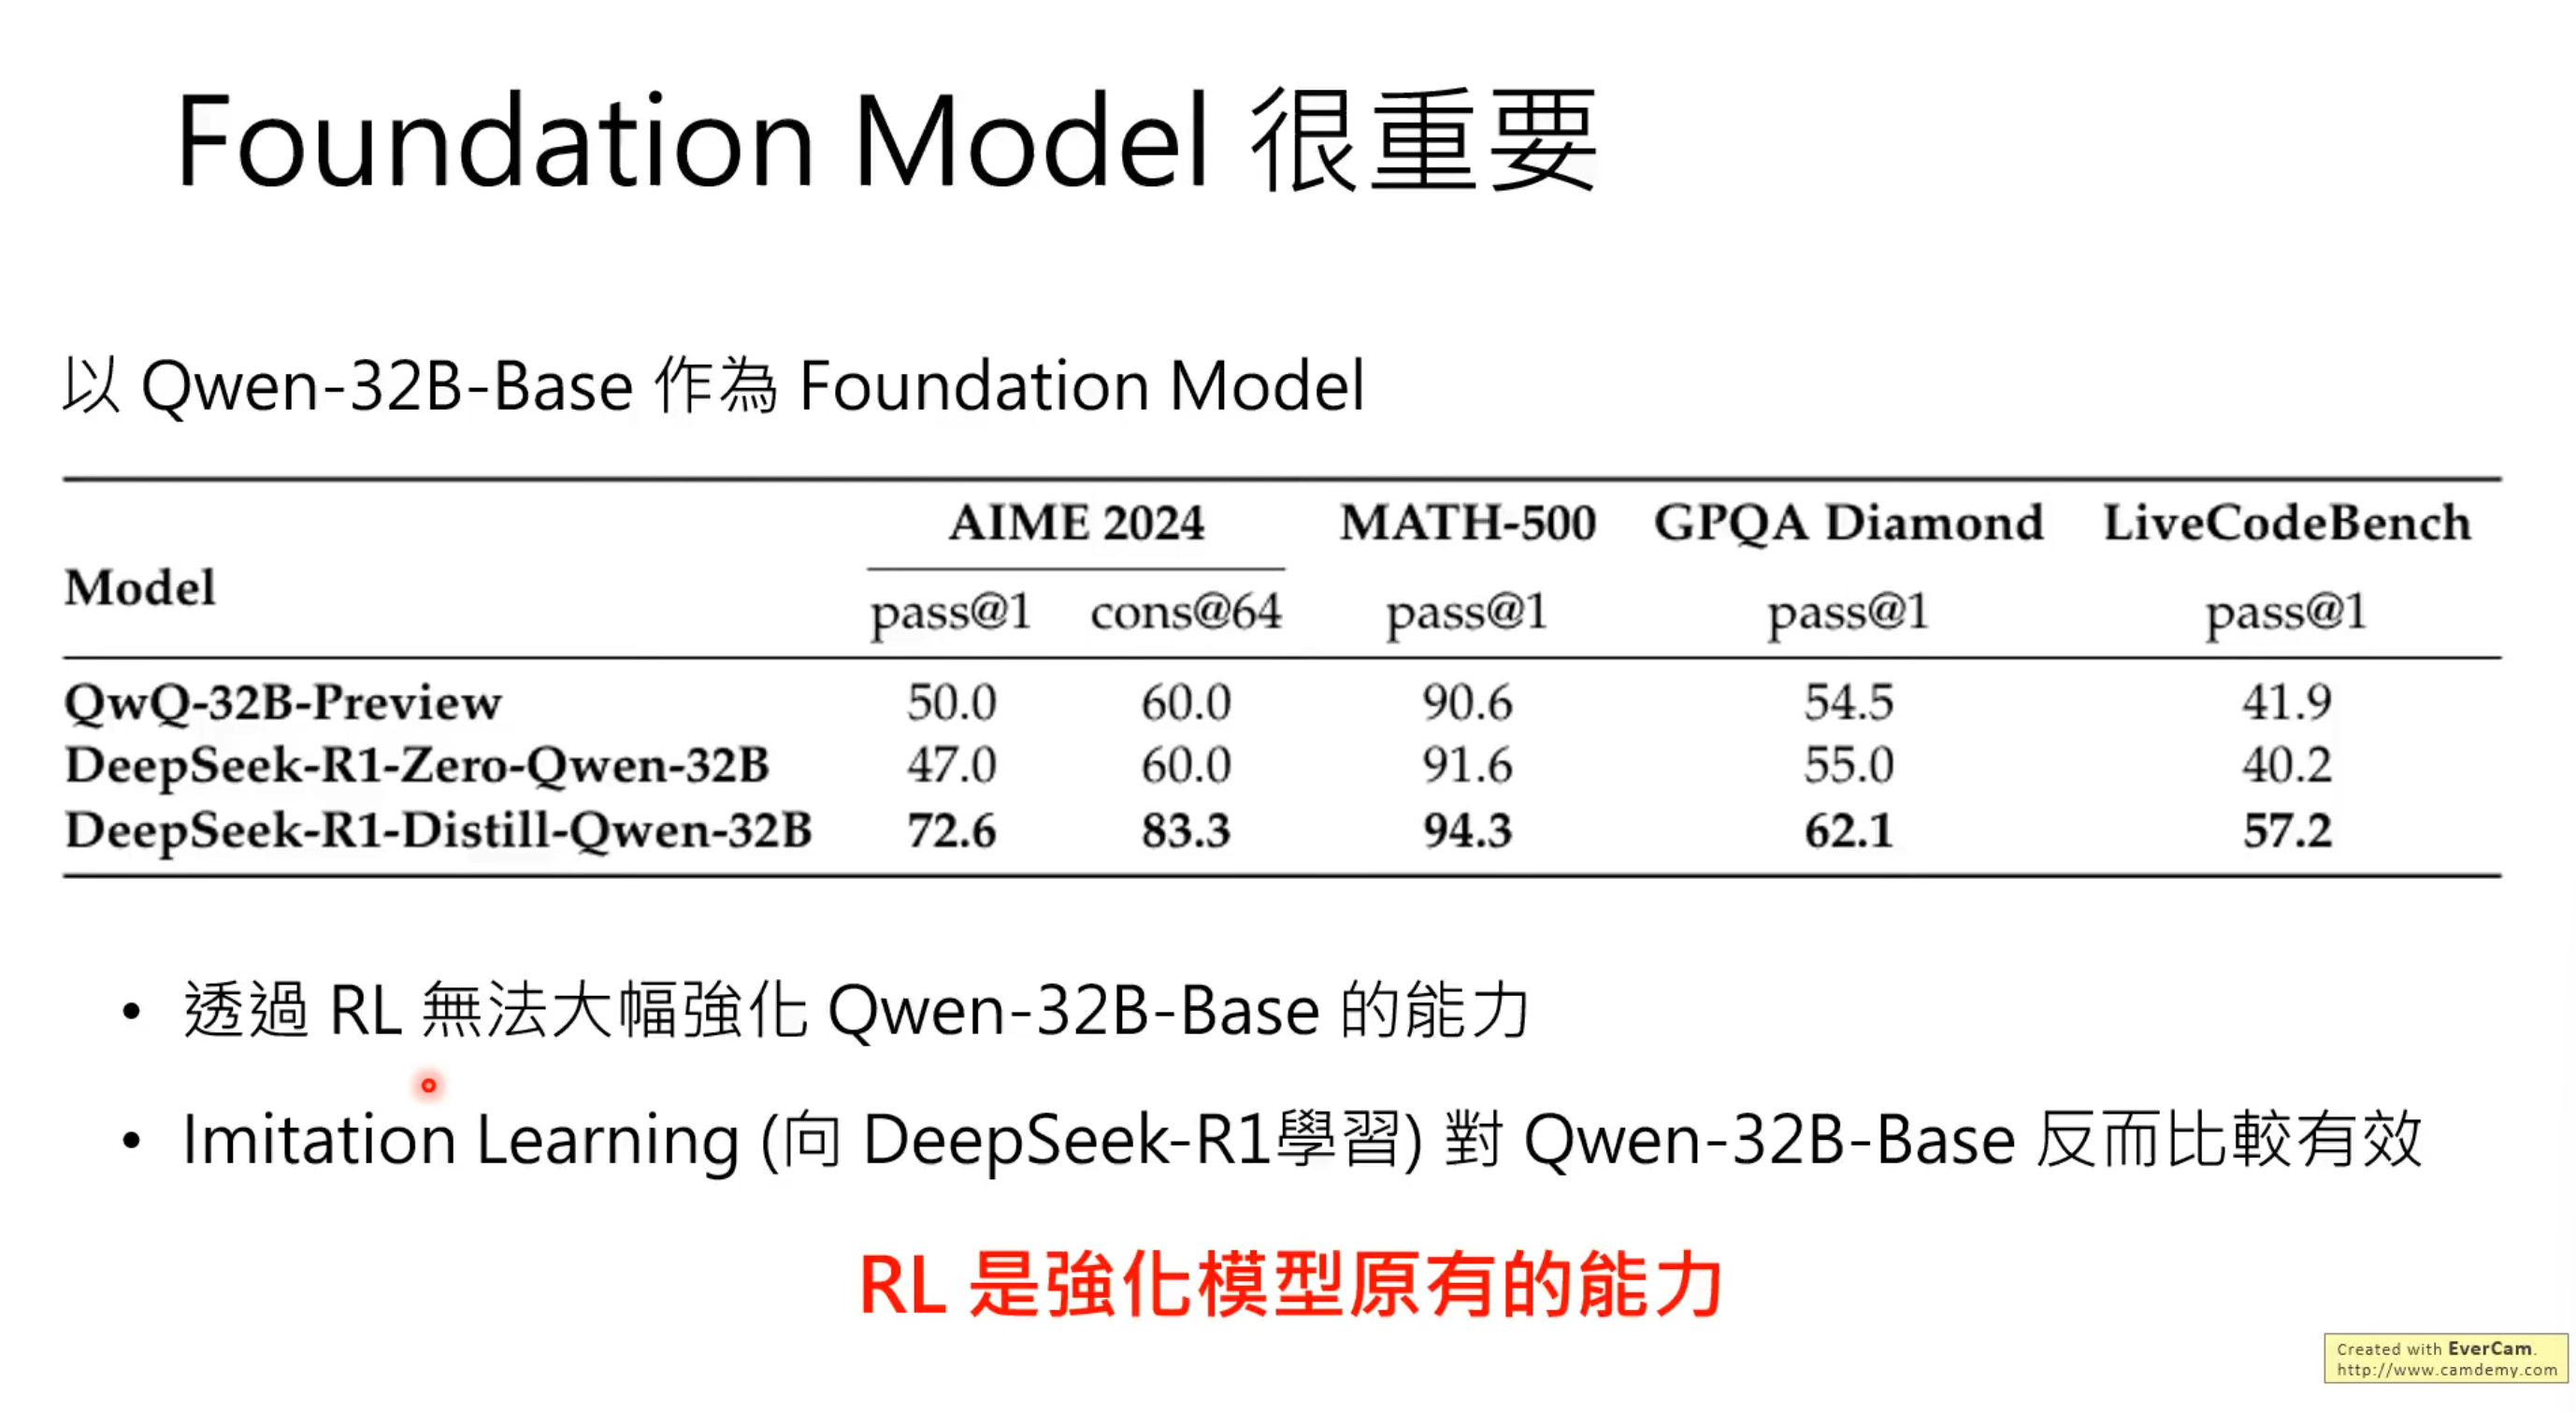 Foundation Model 很重要
以 Qwen-32B-Base 作為 Foundation Model
Model AIME 2024 MATH-500 GPQA Diamond LiveCodeBench
pass@1 cons@64 pass@1 pass@1 pass@1
QwQ-32B-Preview 50.0 60.0 90.6 54.5 41.9
DeepSeek-R1-Zero-Qwen-32B 47.0 60.0 91.6 55.0 40.2
DeepSeek-R1-Distill-Qwen-32B 72.6 83.3 94.3 62.1 57.2
• 透過 RL 無法大幅強化 Qwen-32B-Base 的能力
• Imitation Learning (向 DeepSeek-R1學習) 對 Qwen-32B-Base 反而比較有效
RL 是強化模型原有的能力
Created with EverCam.
http://www.camdemy.com